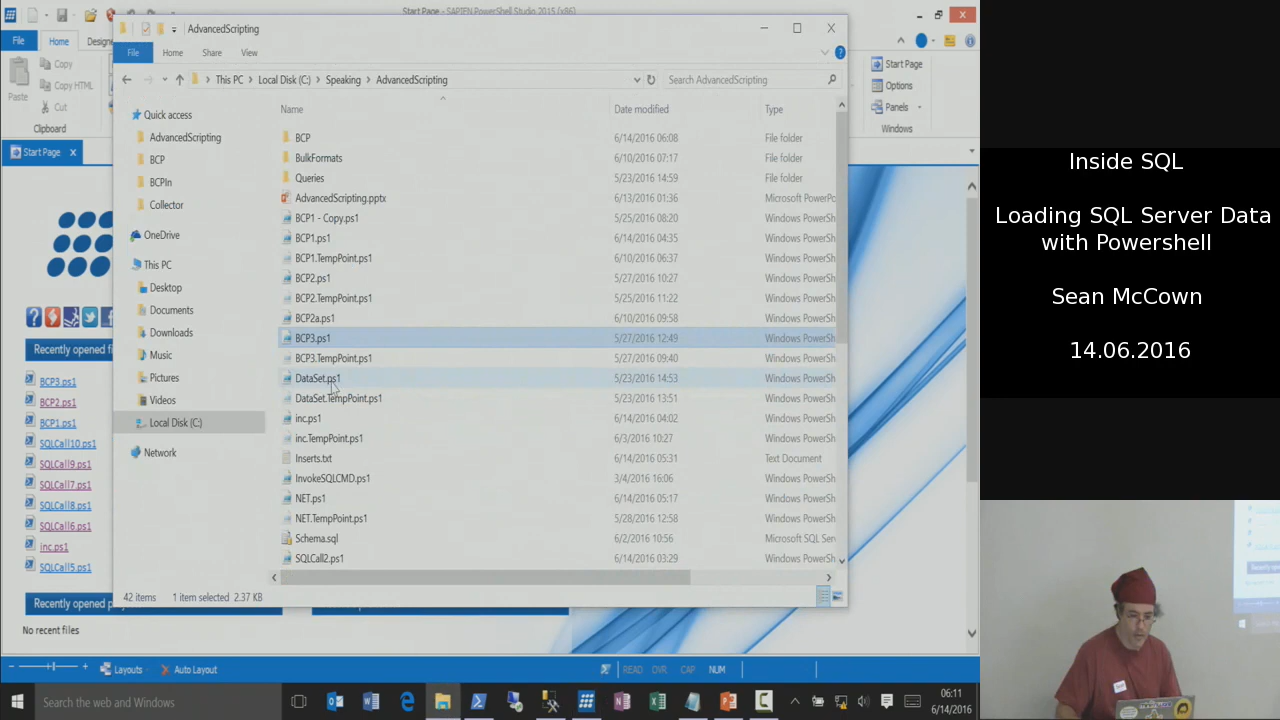 Start Page - SAPIEN PowerShell Studio 2015 (x86)
File
Home
Designer
Copy
Paste
Copy HTML
Cut
Clipboard
Start Page
Options
Panels
Windows
Start Page
Recently opened fi
BCP3.ps1
BCP2.ps1
BCP1.ps1
SQLCall10.ps1
SQLCall9.ps1
SQLCall7.ps1
SQLCall8.ps1
SQLCall6.ps1
inc.ps1
SQLCall5.ps1
Recently opened p
No recent files
AdvancedScripting
File
Home
Share
View
This PC
Local Disk (C:)
Speaking
AdvancedScripting
Search AdvancedScripting
Quick access
AdvancedScripting
BCP
BCPIn
Collector
OneDrive
This PC
Desktop
Documents
Downloads
Music
Pictures
Videos
Local Disk (C:)
Network
Name Date modified Type
BCP 6/14/2016 06:08 File folder
BulkFormats 6/10/2016 07:17 File folder
Queries 5/23/2016 14:59 File folder
AdvancedScripting.pptx 6/13/2016 01:36 Microsoft PowerPo
BCP1 - Copy.ps1 5/25/2016 08:20 Windows PowerSh
BCP1.ps1 6/14/2016 04:35 Windows PowerSh
BCP1.TempPoint.ps1 6/10/2016 06:37 Windows PowerSh
BCP2.ps1 5/27/2016 10:27 Windows PowerSh
BCP2.TempPoint.ps1 5/25/2016 11:22 Windows PowerSh
BCP2a.ps1 6/10/2016 09:58 Windows PowerSh
BCP3.ps1 5/27/2016 12:49 Windows PowerSh
BCP3.TempPoint.ps1 5/27/2016 09:40 Windows PowerSh
DataSet.ps1 5/23/2016 14:53 Windows PowerSh
DataSet.TempPoint.ps1 5/23/2016 13:51 Windows PowerSh
inc.ps1 6/14/2016 04:02 Windows PowerSh
inc.TempPoint.ps1 6/3/2016 10:27 Windows PowerSh
Inserts.txt 6/14/2016 05:31 Text Document
InvokeSQLCMD.ps1 3/4/2016 16:06 Windows PowerSh
NET.ps1 6/14/2016 05:17 Windows PowerSh
NET.TempPoint.ps1 5/28/2016 12:58 Windows PowerSh
Schema.sql 6/2/2016 10:56 Microsoft SQL Serv
SQLCall2.ps1 6/14/2016 03:29 Windows PowerSh
42 items 1 item selected 2.37 KB
Layouts
Auto Layout
READ OVR CAP NUM
Search the web and Windows
06:11
6/14/2016
Inside SQL
Loading SQL Server Data
with Powershell
Sean McCown
14.06.2016